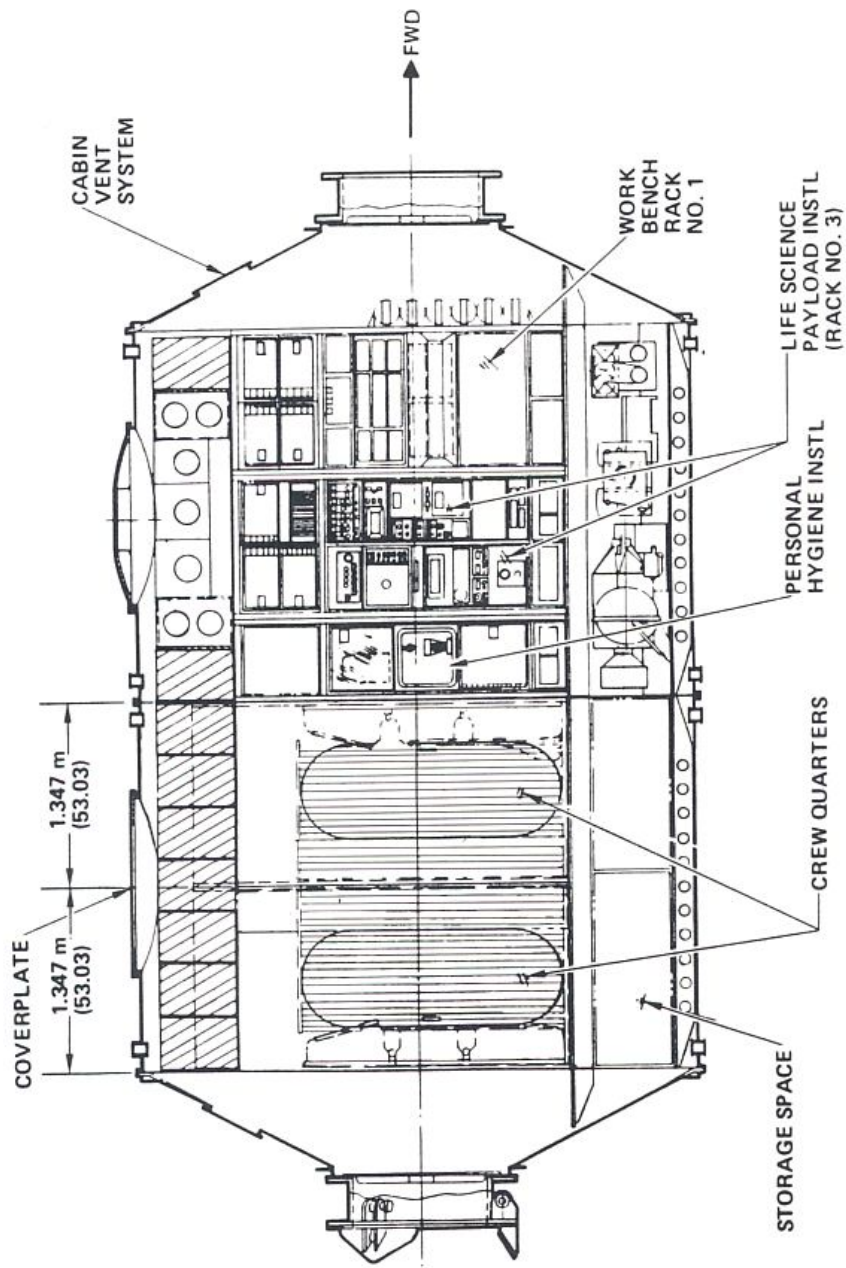 COVERPLATE
1.347 m
(53.03)
1.347 m
(53.03)
CABIN
VENT
SYSTEM
FWD
WORK
BENCH
RACK
NO. 1
LIFE SCIENCE
PAYLOAD INSTL
(RACK NO. 3)
PERSONAL
HYGIENE INSTL
CREW QUARTERS
STORAGE SPACE